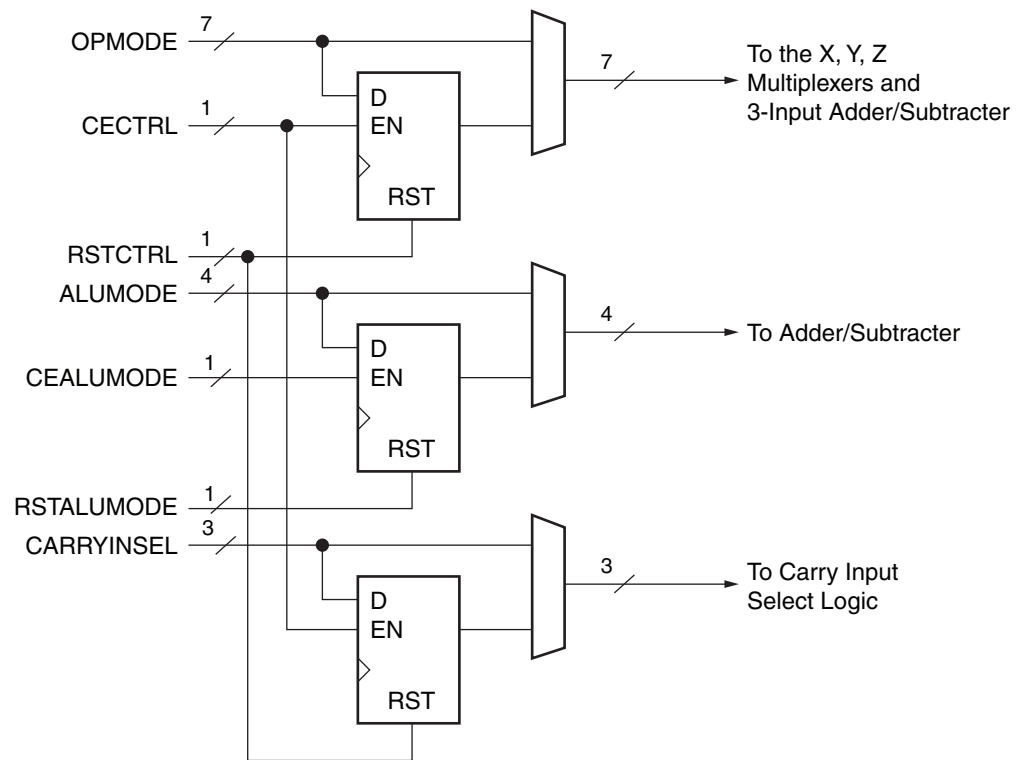 OPMODE 7
D
EN
RST
CECTRL 1
7
To the X, Y, Z
Multiplexers and
3-Input Adder/Subtracter
RSTCTRL 1
ALUMODE 4
D
EN
RST
CEALUMODE 1
4
To Adder/Subtracter
RSTALUMODE 1
CARRYINSEL 3
D
EN
RST
3
To Carry Input
Select Logic